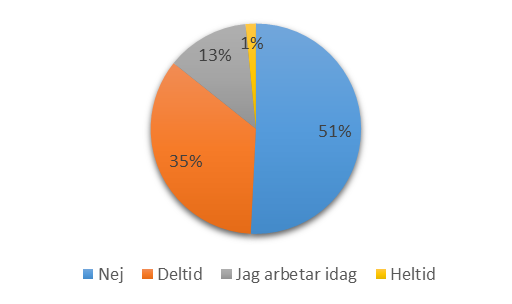 1%
13%
51%
35%
Nej Deltid Jag arbetar idag Heltid